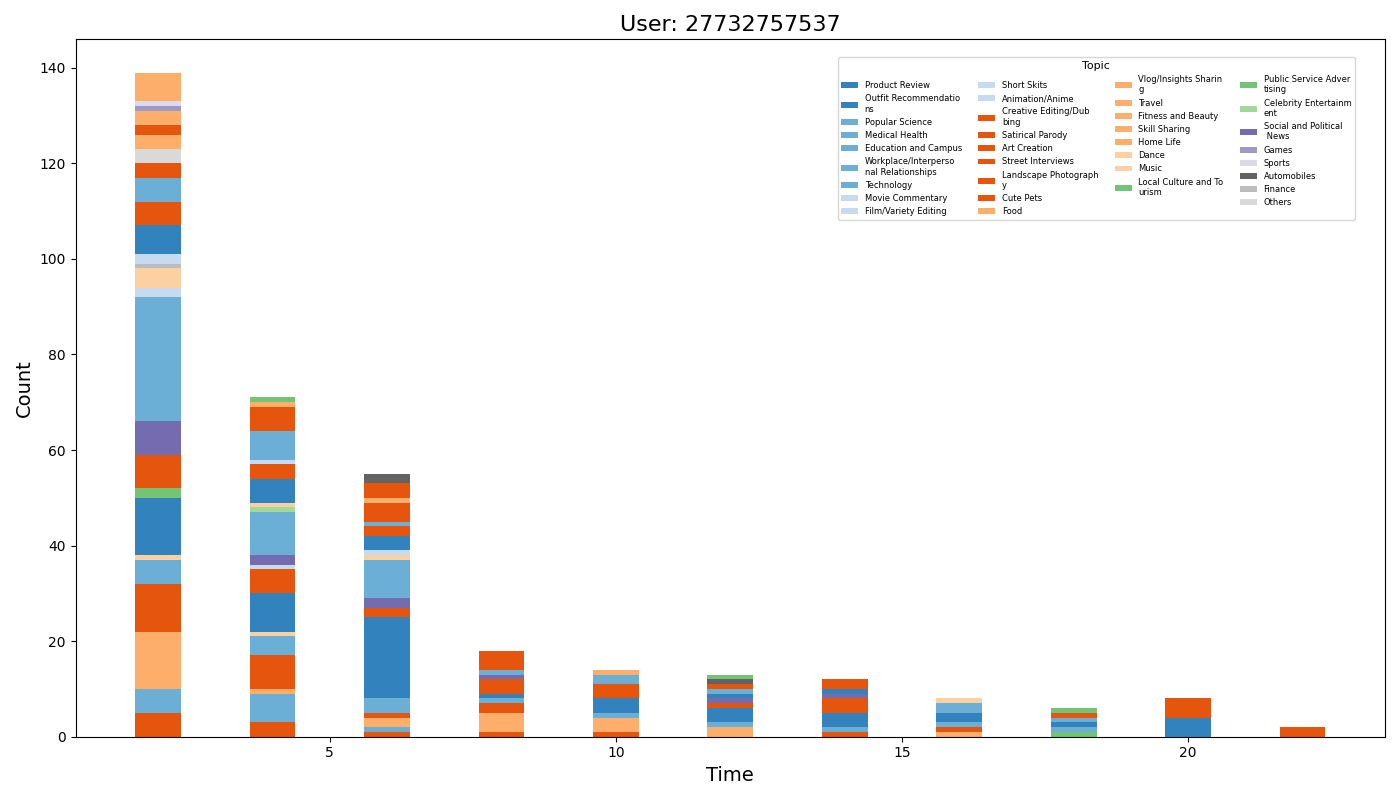 User: 27732757537
Topic
Product Review
Outfit Recommendatio
ns
Popular Science
Medical Health
Education and Campus
Workplace/Interperso
nal Relationships
Technology
Movie Commentary
Film/Variety Editing
Short Skits
Animation/Anime
Creative Editing/Dub
bing
Satirical Parody
Art Creation
Street Interviews
Landscape Photograph
y
Cute Pets
Food
Vlog/Insights Sharin
g
Travel
Fitness and Beauty
Skill Sharing
Home Life
Dance
Music
Local Culture and To
urism
Public Service Adver
tising
Celebrity Entertainm
ent
Social and Political
News
Games
Sports
Automobiles
Finance
Others
Count
140
120
100
80
60
40
20
0
5
10
15
20
Time